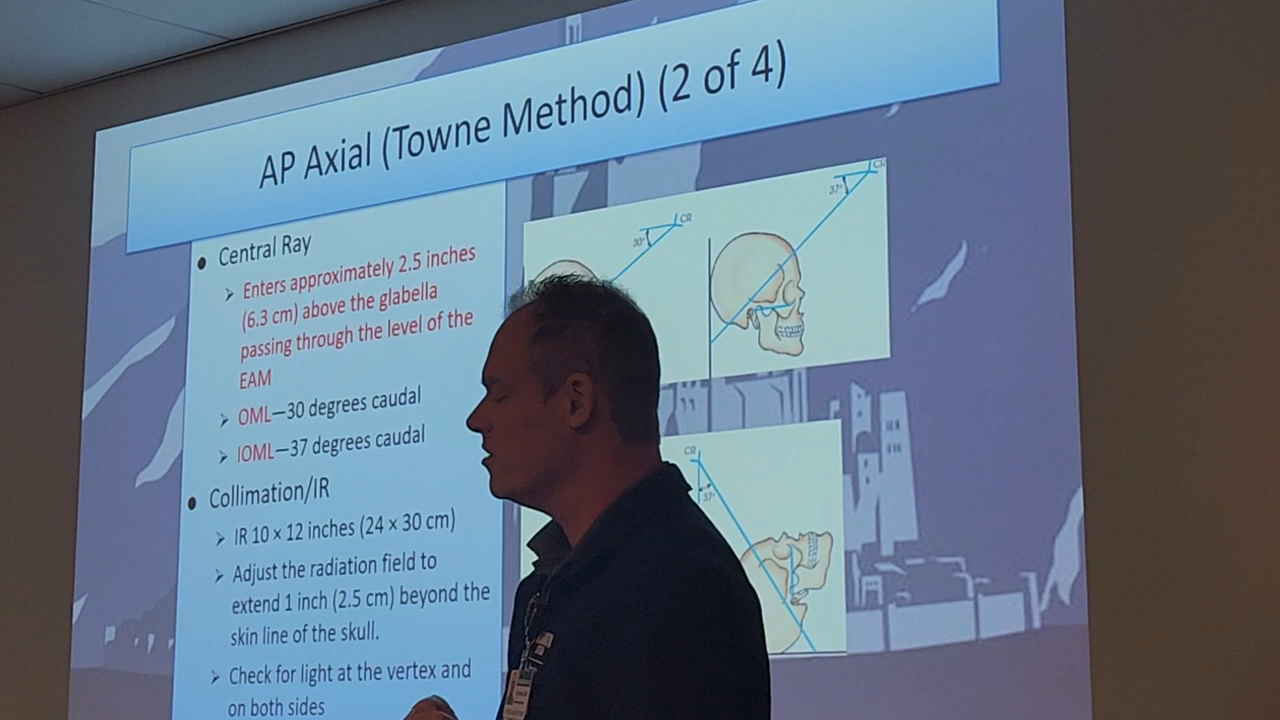 AP Axial (Towne Method) (2 of 4)
● Central Ray
➢ Enters approximately 2.5 inches
(6.3 cm) above the glabella
passing through the level of the
EAM
➢ OML—30 degrees caudal
➢ IOML—37 degrees caudal
● Collimation/IR
➢ IR 10 × 12 inches (24 × 30 cm)
➢ Adjust the radiation field to
extend 1 inch (2.5 cm) beyond the
skin line of the skull.
➢ Check for light at the vertex and
on both sides
CR
30°
CR
37°
CR
37°